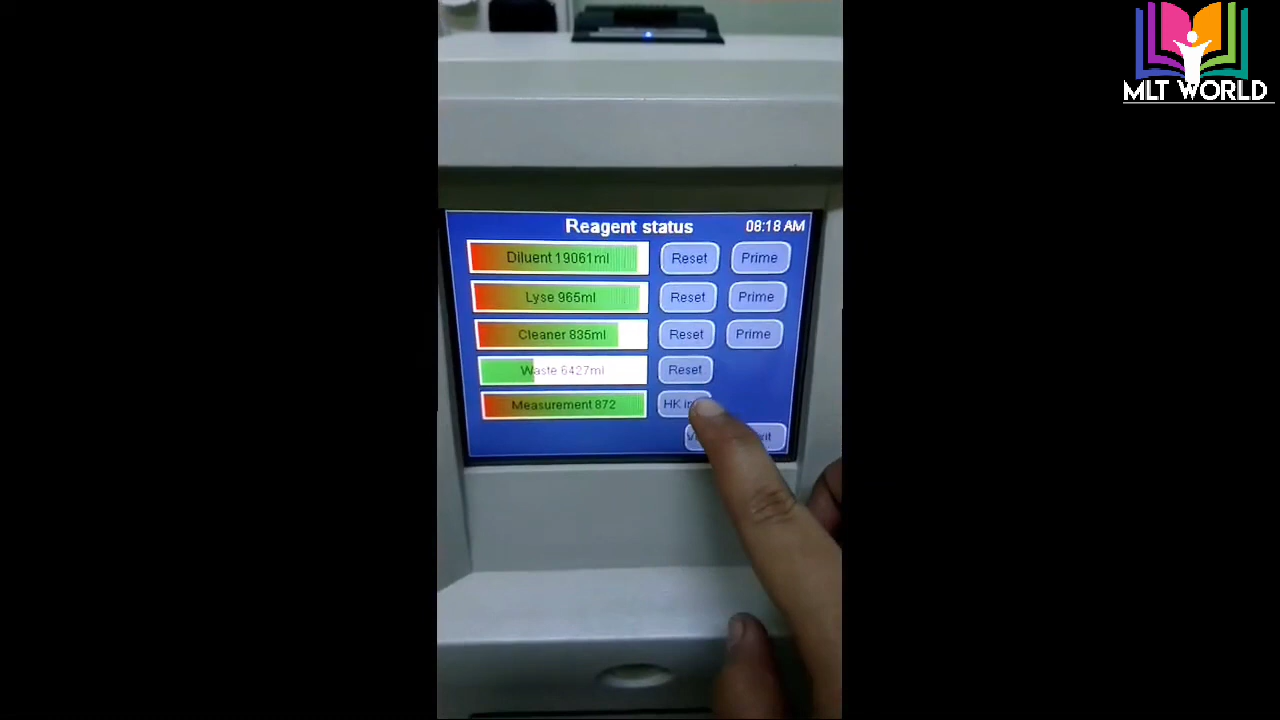 MLT WORLD
Reagent status 08:18 AM
Diluent 19061ml Reset Prime
Lyse 965ml Reset Prime
Cleaner 835ml Reset Prime
Waste 6427ml Reset
Measurement 872 HK